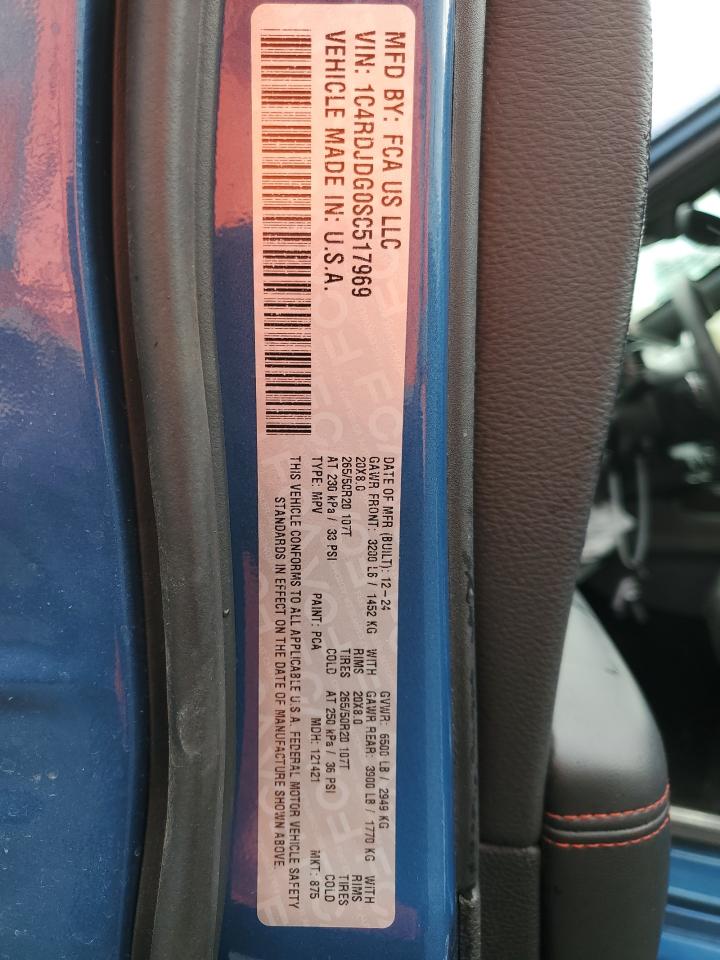 MFD BY: FCA US LLC
VIN: 1C4RDJDG0SC517969
VEHICLE MADE IN: U.S.A.
DATE OF MFR (BUILT): 12-24 GVWR: 6500 LB / 2949 KG
GAWR FRONT: 3200 LB / 1452 KG WITH GAWR REAR: 3900 LB / 1770 KG WITH
20X8.0 RIMS 20X8.0 RIMS
265/50R20 107T TIRES 265/50R20 107T TIRES
AT 230 kPa / 33 PSI COLD AT 250 kPa / 36 PSI COLD
TYPE: MPV PAINT: PCA MDH: 121421 MKT: 875
THIS VEHICLE CONFORMS TO ALL APPLICABLE U.S.A. FEDERAL MOTOR VEHICLE SAFETY
STANDARDS IN EFFECT ON THE DATE OF MANUFACTURE SHOWN ABOVE.